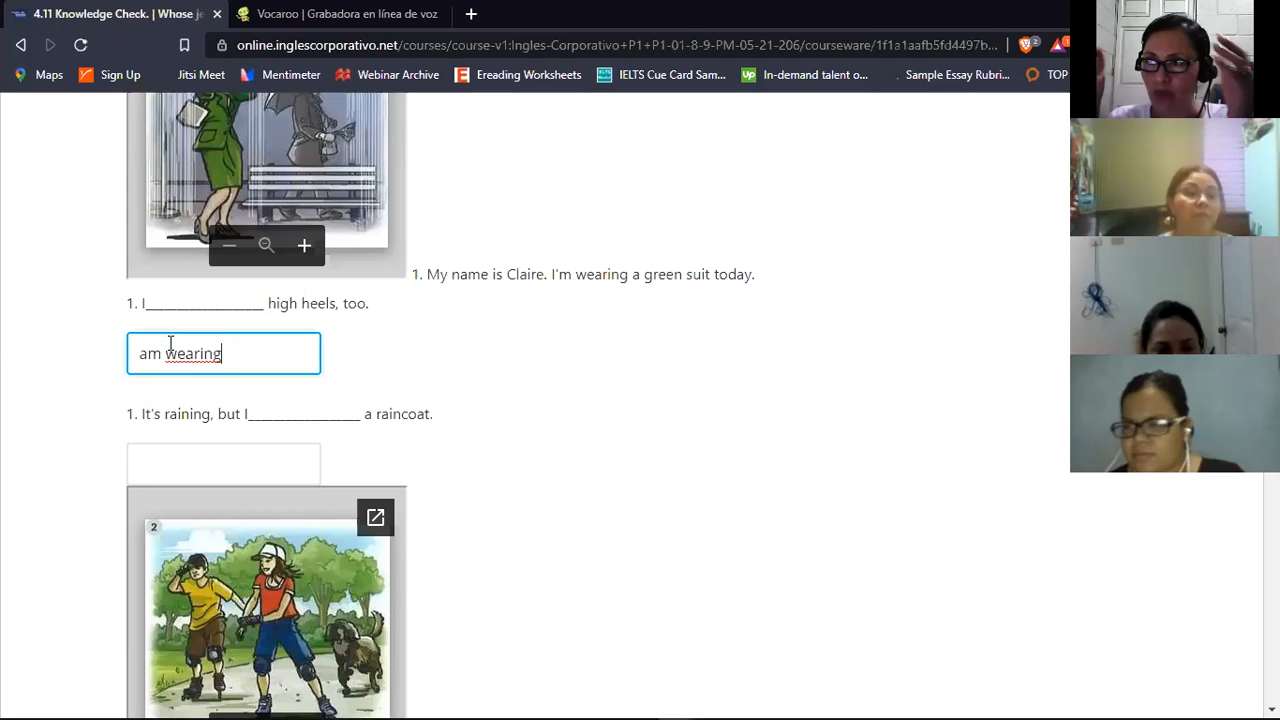 4.11 Knowledge Check. | Whose je
Vocaroo | Grabadora en línea de voz
online.inglescorporativo.net/courses/course-v1:Ingles-Corporativo+P1+P1-01-8-9-PM-05-21-206/courseware/1f1a1aafb5fd4497b...
2
1
Maps
Sign Up
Jitsi Meet
Mentimeter
Webinar Archive
Ereading Worksheets
IELTS Cue Card Sam...
In-demand talent o...
Sample Essay Rubri...
TOP
1. My name is Claire. I'm wearing a green suit today.
1. I________________ high heels, too.
am wearing
1. It's raining, but I________________ a raincoat.
2